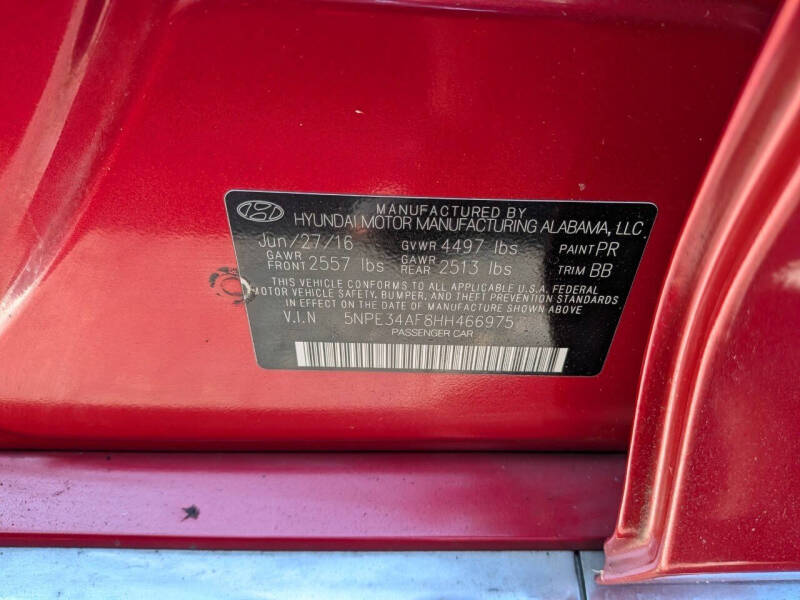 MANUFACTURED BY
HYUNDAI MOTOR MANUFACTURING ALABAMA, LLC.
Jun/27/16 GVWR 4497 lbs PAINT PR
GAWR FRONT 2557 lbs GAWR REAR 2513 lbs TRIM BB
THIS VEHICLE CONFORMS TO ALL APPLICABLE U.S.A. FEDERAL
MOTOR VEHICLE SAFETY, BUMPER, AND THEFT PREVENTION STANDARDS
IN EFFECT ON THE DATE OF MANUFACTURE SHOWN ABOVE
V.I.N 5NPE34AF8HH466975
PASSENGER CAR